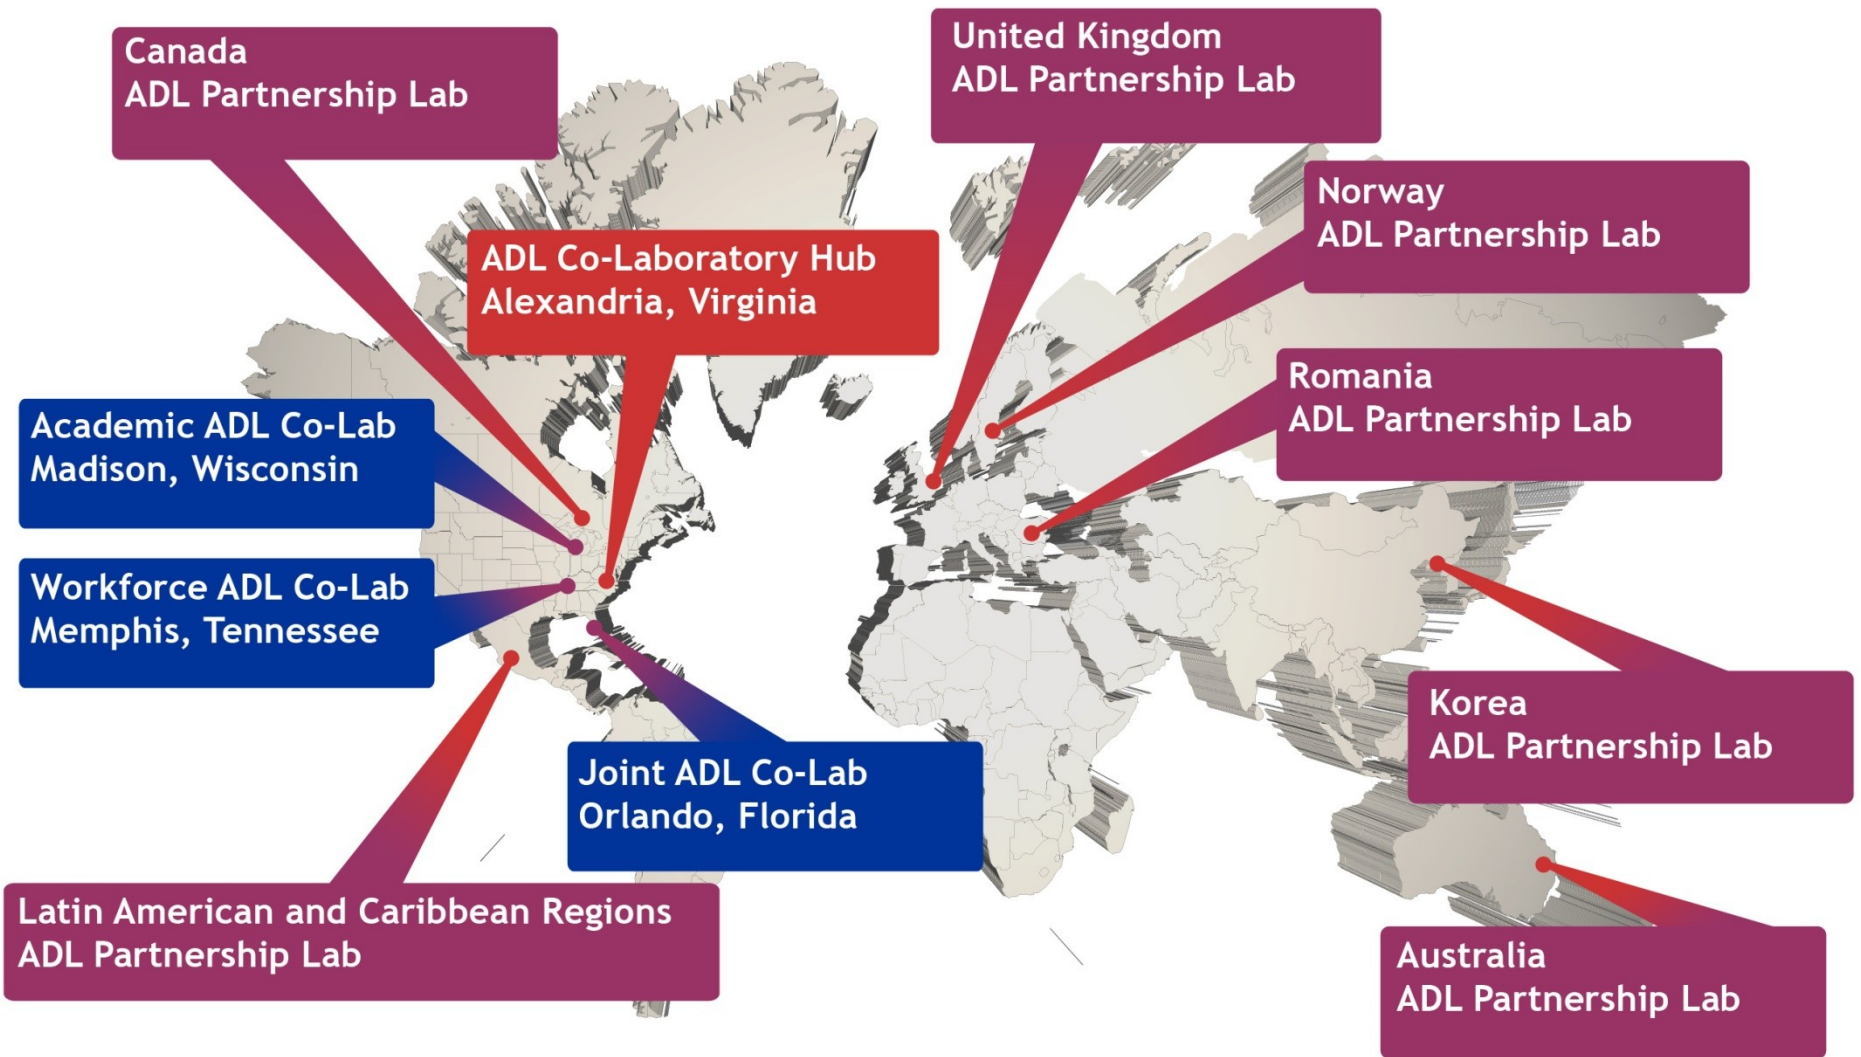 Canada
ADL Partnership Lab
United Kingdom
ADL Partnership Lab
Norway
ADL Partnership Lab
ADL Co-Laboratory Hub
Alexandria, Virginia
Romania
ADL Partnership Lab
Academic ADL Co-Lab
Madison, Wisconsin
Workforce ADL Co-Lab
Memphis, Tennessee
Korea
ADL Partnership Lab
Joint ADL Co-Lab
Orlando, Florida
Latin American and Caribbean Regions
ADL Partnership Lab
Australia
ADL Partnership Lab